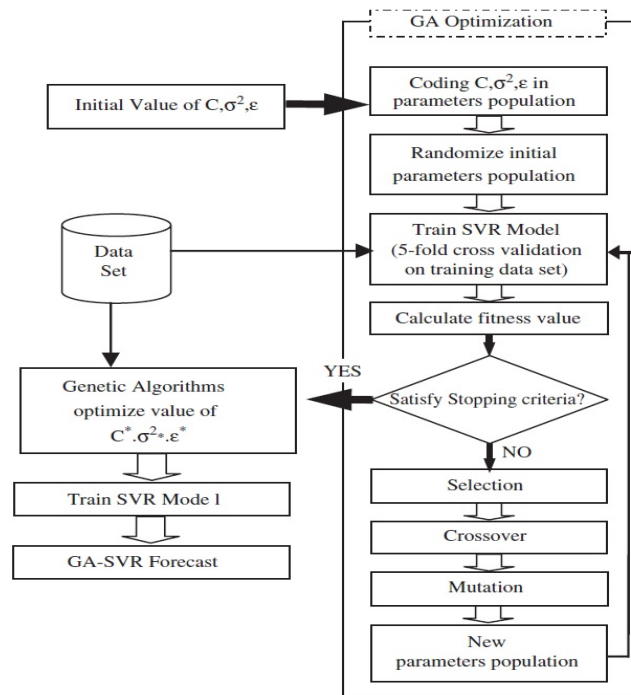 GA Optimization
Initial Value of C,σ²,ε
Coding C,σ²,ε in
parameters population
Randomize initial
parameters population
Data
Set
Train SVR Model
(5-fold cross validation
on training data set)
Calculate fitness value
YES
Satisfy Stopping criteria?
NO
Genetic Algorithms
optimize value of
C*.σ²*.ε*
Train SVR Mode l
GA-SVR Forecast
Selection
Crossover
Mutation
New
parameters population